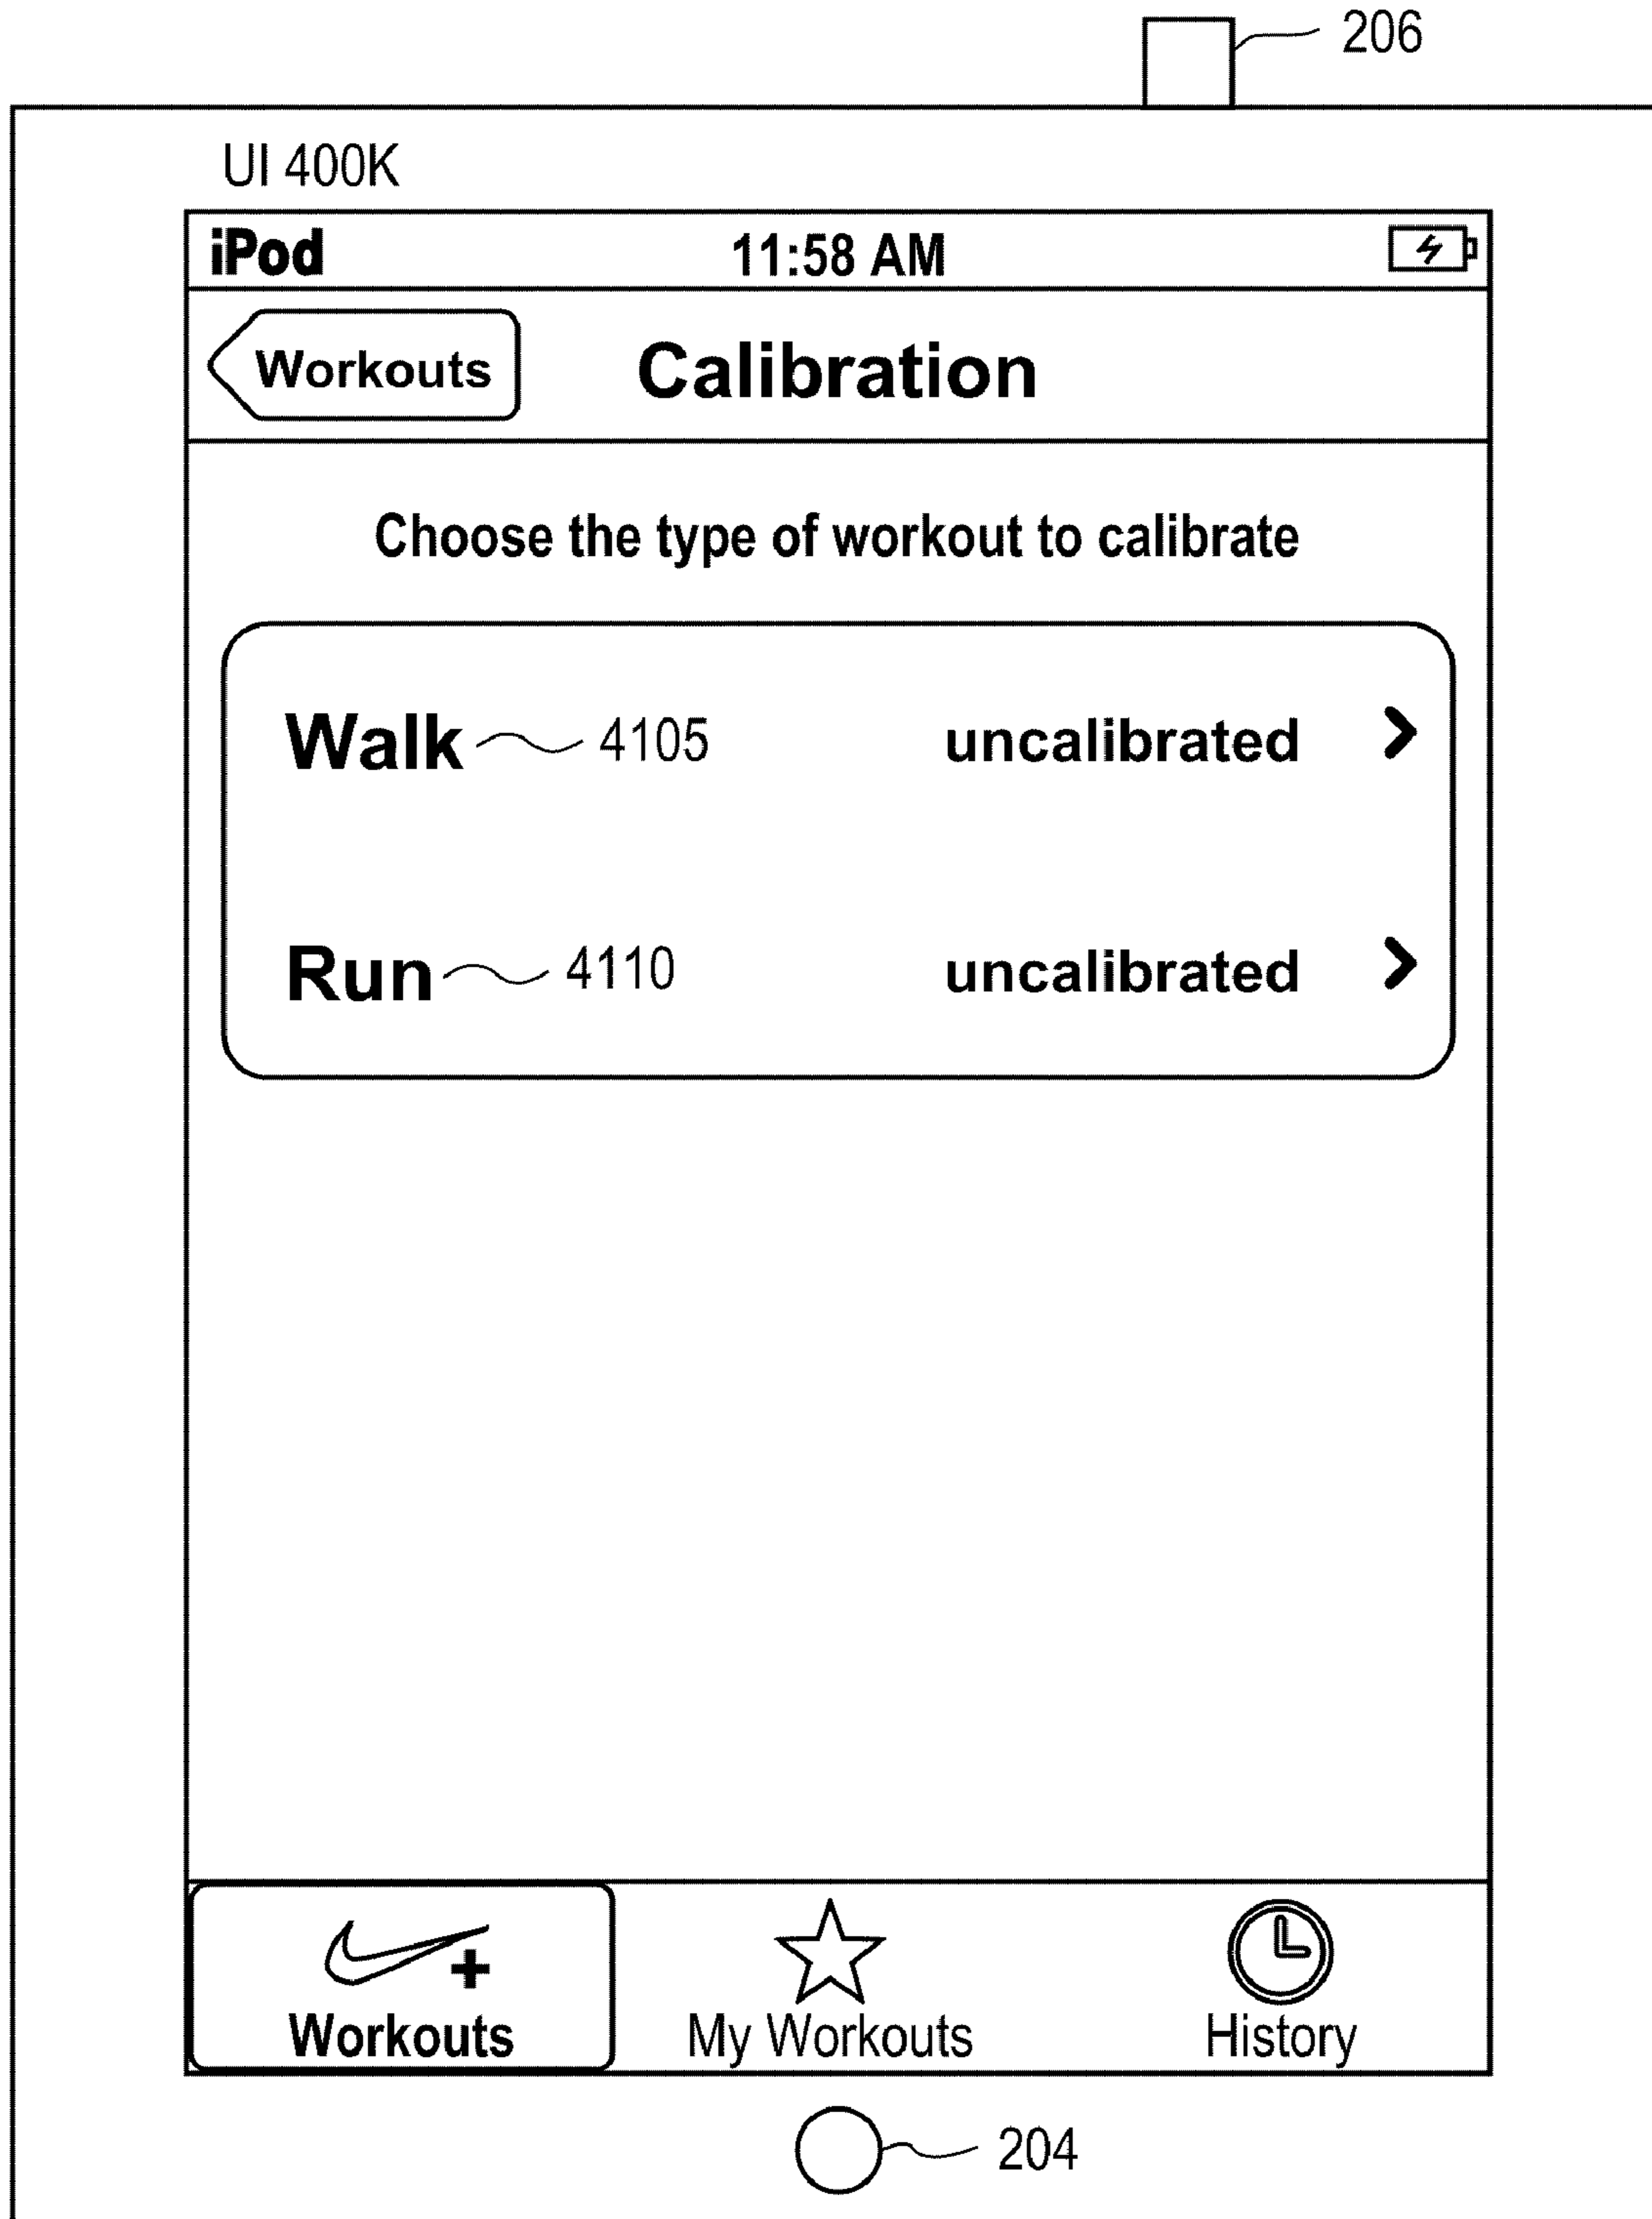 206
UI 400K
iPod 11:58 AM
Workouts Calibration
Choose the type of workout to calibrate
Walk 4105 uncalibrated
Run 4110 uncalibrated
Workouts My Workouts History
204